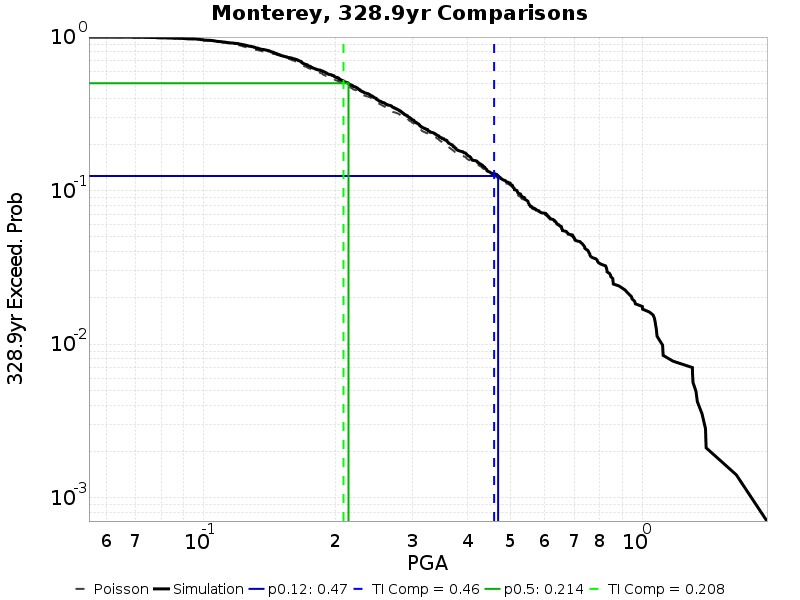 Monterey, 328.9yr Comparisons
10^0
10^-1
10^-2
10^-3
328.9yr Exceed. Prob
6 7 10^-1 2 3 4 5 6 7 8 10^0
PGA
Poisson Simulation p0.12: 0.47 TI Comp = 0.46 p0.5: 0.214 TI Comp = 0.208